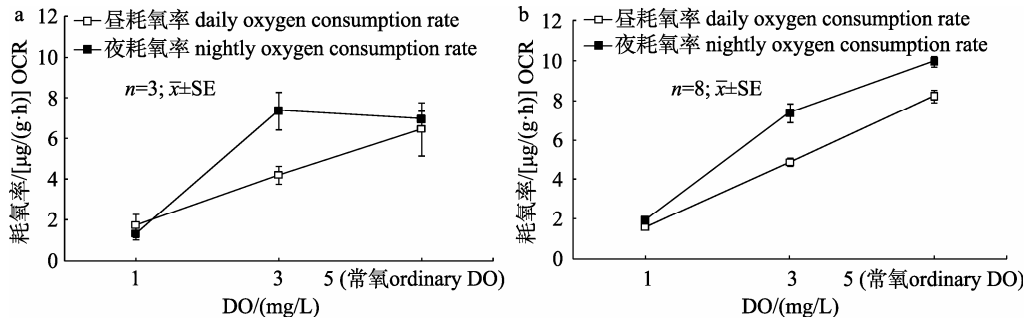 a
昼耗氧率 daily oxygen consumption rate
夜耗氧率 nightly oxygen consumption rate
n=3; x̅±SE
耗氧率/[μg/(g·h)] OCR
12
10
8
6
4
2
0
1
3
5 (常氧ordinary DO)
DO/(mg/L)
b
昼耗氧率 daily oxygen consumption rate
夜耗氧率 nightly oxygen consumption rate
n=8; x̅±SE
耗氧率/[μg/(g·h)] OCR
12
10
8
6
4
2
0
1
3
5 (常氧ordinary DO)
DO/(mg/L)